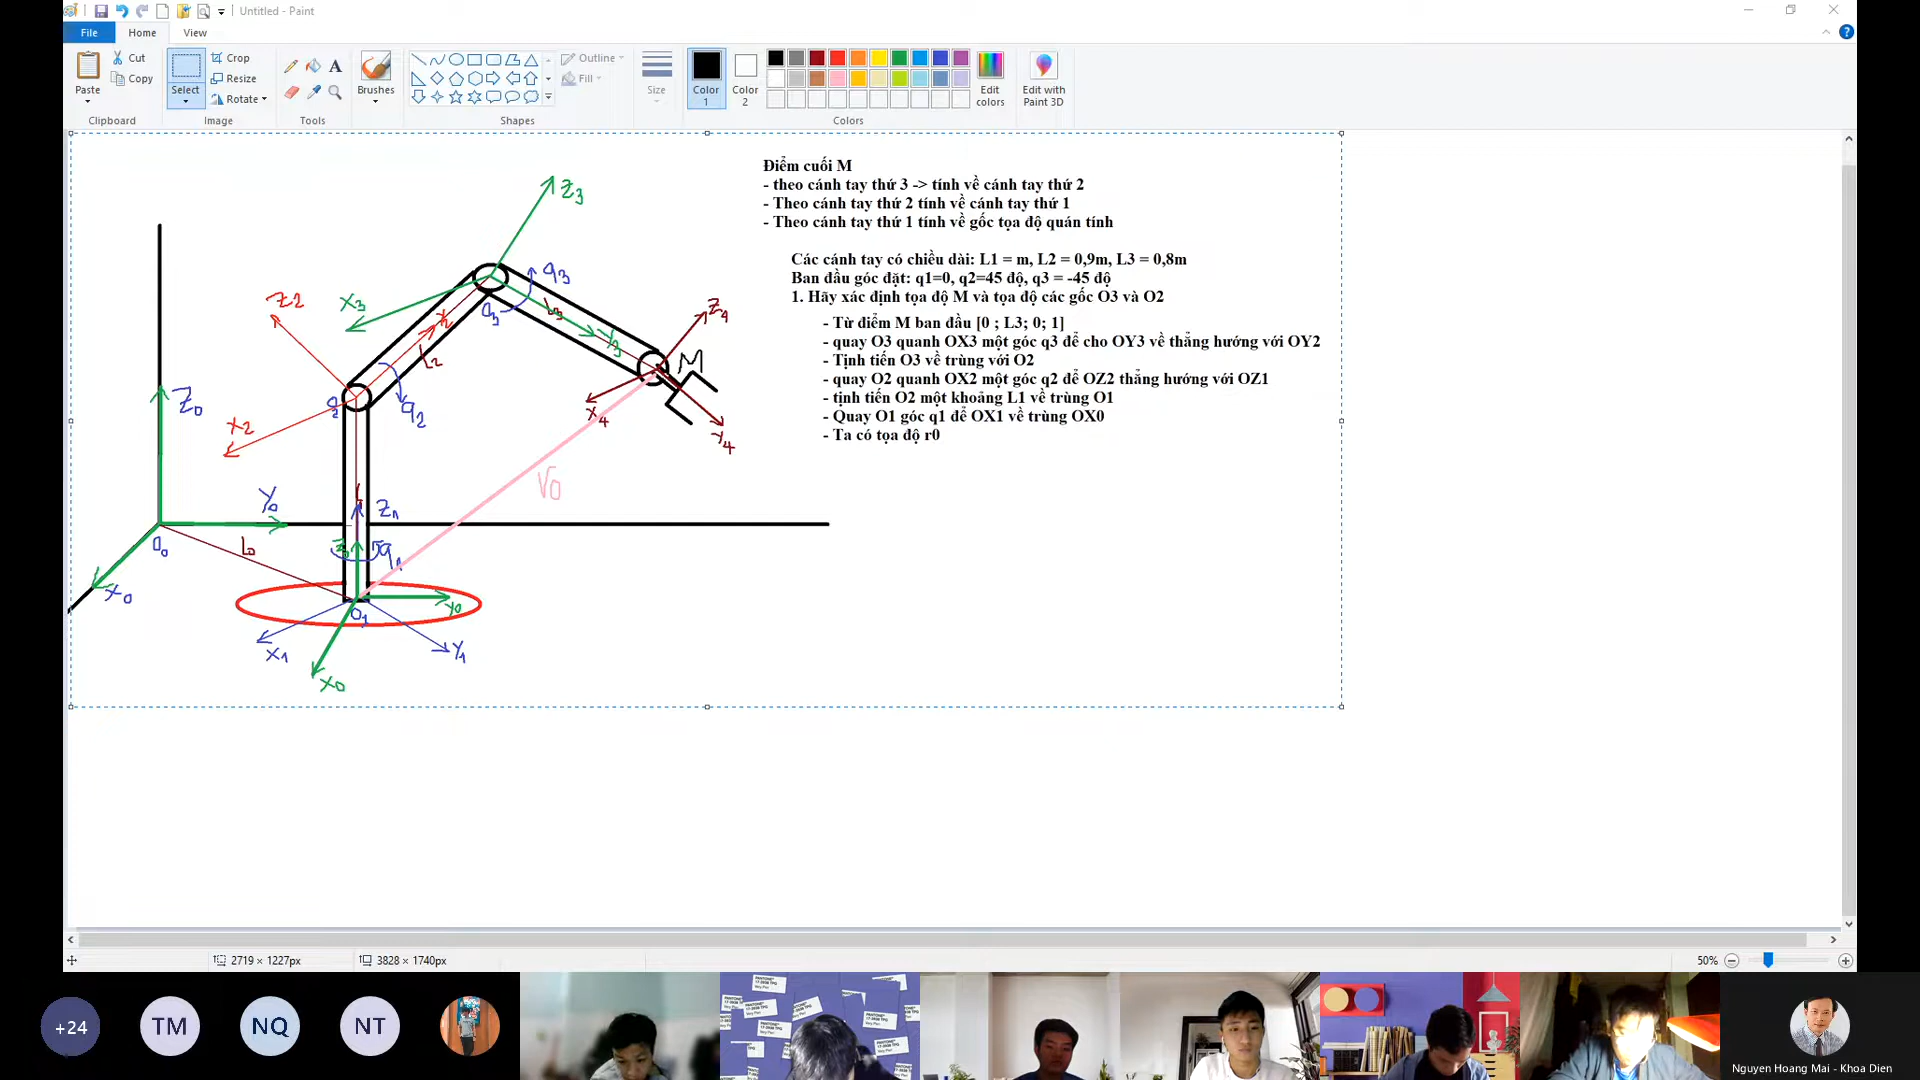 Untitled - Paint
File
Home
View
Paste
Cut
Copy
Clipboard
Select
Crop
Resize
Rotate
Image
Tools
Brushes
Outline
Fill
Shapes
Size
Color 1
Color 2
Edit colors
Edit with Paint 3D
Colors
Điểm cuối M
- theo cánh tay thứ 3 -> tính về cánh tay thứ 2
- Theo cánh tay thứ 2 tính về cánh tay thứ 1
- Theo cánh tay thứ 1 tính về gốc tọa độ quán tính
Các cánh tay có chiều dài: L1 = m, L2 = 0,9m, L3 = 0,8m
Ban đầu góc đặt: q1=0, q2=45 độ, q3 = -45 độ
1. Hãy xác định tọa độ M và tọa độ các gốc O3 và O2
- Từ điểm M ban đầu [0 ; L3; 0; 1]
- quay O3 quanh OX3 một góc q3 để cho OY3 về thẳng hướng với OY2
- Tịnh tiến O3 về trùng với O2
- quay O2 quanh OX2 một góc q2 để OZ2 thẳng hướng với OZ1
- tịnh tiến O2 một khoảng L1 về trùng O1
- Quay O1 góc q1 để OX1 về trùng OX0
- Ta có tọa độ r0
Z3
q3
Z2
X3
L3
Z4
Y3
L2
M
Z0
q2
X4
X2
Y4
r0
Y0
Z1
O0
L0
q1
X0
Y0
O1
X1
Y1
X0
2719 × 1227px
3828 × 1740px
50%
+24
TM
NQ
NT
Nguyen Hoang Mai - Khoa Dien